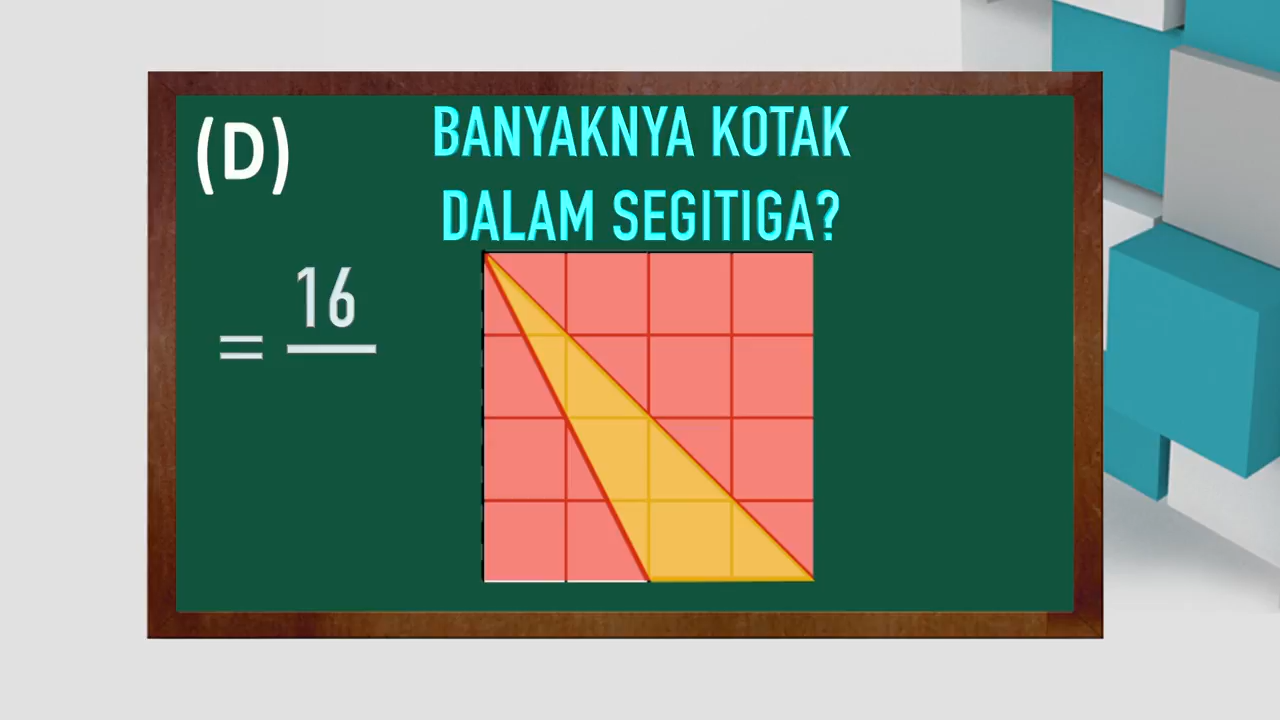 (D)
BANYAKNYA KOTAK
DALAM SEGITIGA?
= 16